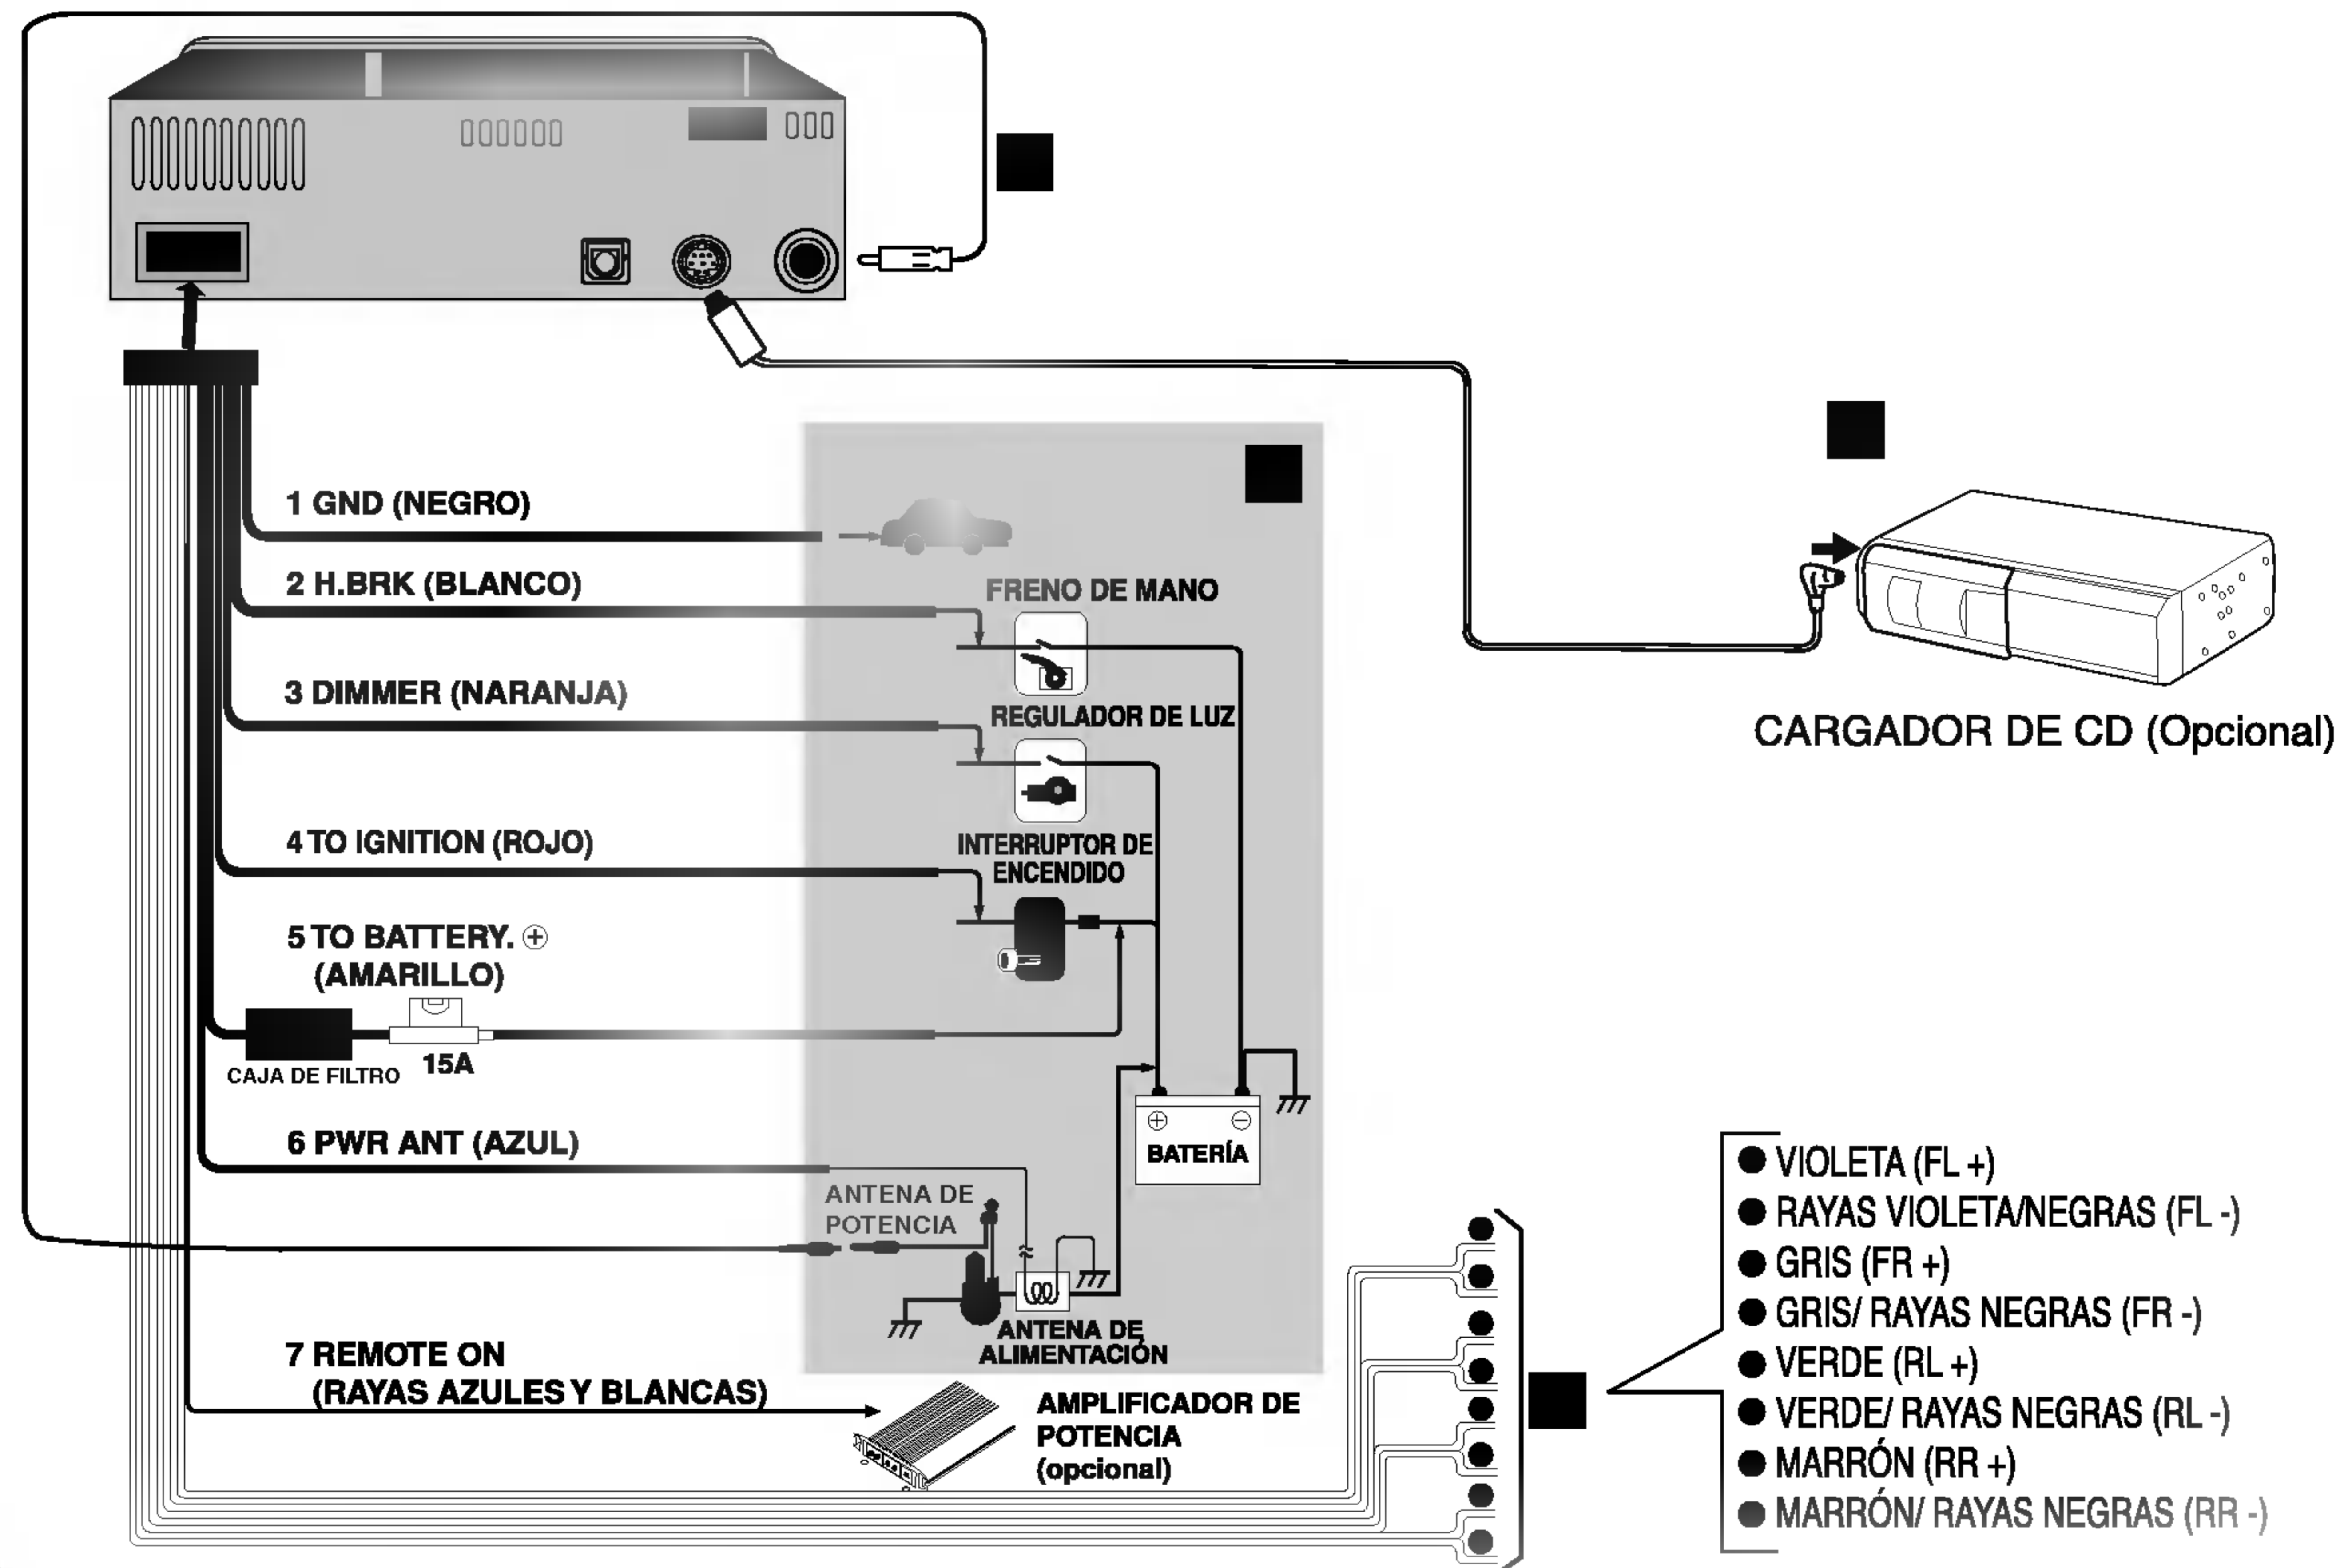 1 GND (NEGRO)
2 H.BRK (BLANCO)
FRENO DE MANO
3 DIMMER (NARANJA)
REGULADOR DE LUZ
4 TO IGNITION (ROJO)
INTERRUPTOR DE
ENCENDIDO
5 TO BATTERY. ⊕
(AMARILLO)
CAJA DE FILTRO
15A
6 PWR ANT (AZUL)
⊕ ⊖
BATERÍA
ANTENA DE
POTENCIA
ANTENA DE
ALIMENTACIÓN
7 REMOTE ON
(RAYAS AZULES Y BLANCAS)
AMPLIFICADOR DE
POTENCIA
(opcional)
CARGADOR DE CD (Opcional)
● VIOLETA (FL +)
● RAYAS VIOLETA/NEGRAS (FL -)
● GRIS (FR +)
● GRIS/ RAYAS NEGRAS (FR -)
● VERDE (RL +)
● VERDE/ RAYAS NEGRAS (RL -)
● MARRÓN (RR +)
● MARRÓN/ RAYAS NEGRAS (RR -)